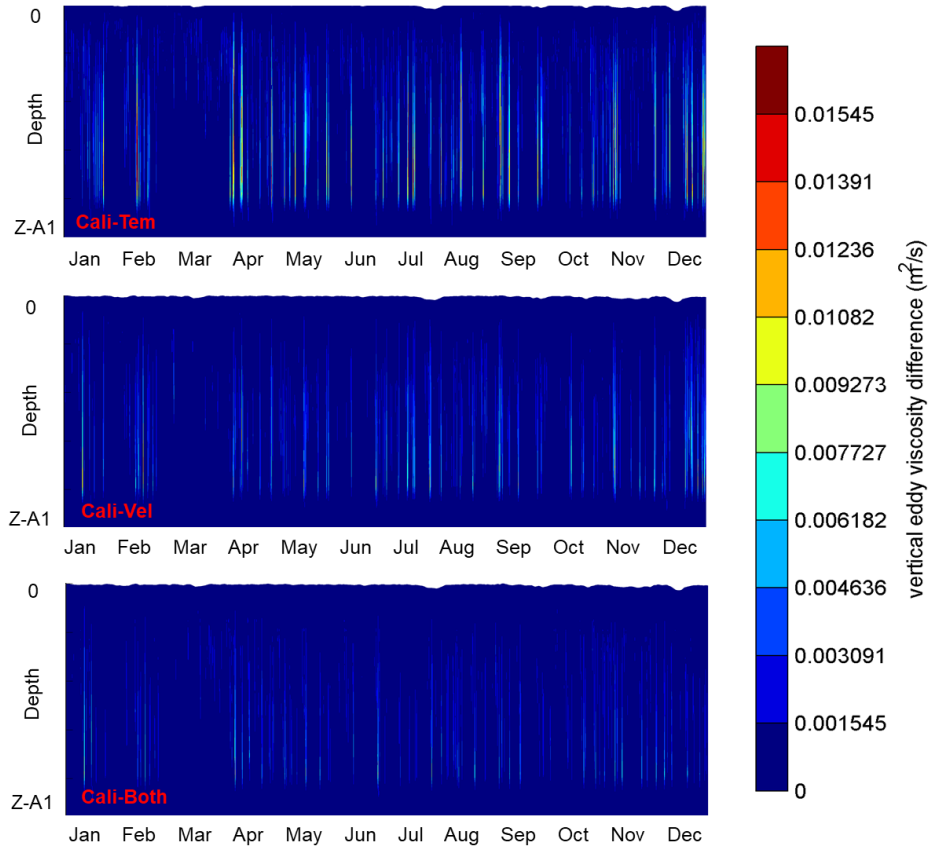 0
Depth
Z-A1
Cali-Tem
Jan Feb Mar Apr May Jun Jul Aug Sep Oct Nov Dec
0
Depth
Z-A1
Cali-Vel
Jan Feb Mar Apr May Jun Jul Aug Sep Oct Nov Dec
0
Depth
Z-A1
Cali-Both
Jan Feb Mar Apr May Jun Jul Aug Sep Oct Nov Dec
0.01545
0.01391
0.01236
0.01082
0.009273
0.007727
0.006182
0.004636
0.003091
0.001545
0
vertical eddy viscosity difference (m²/s)